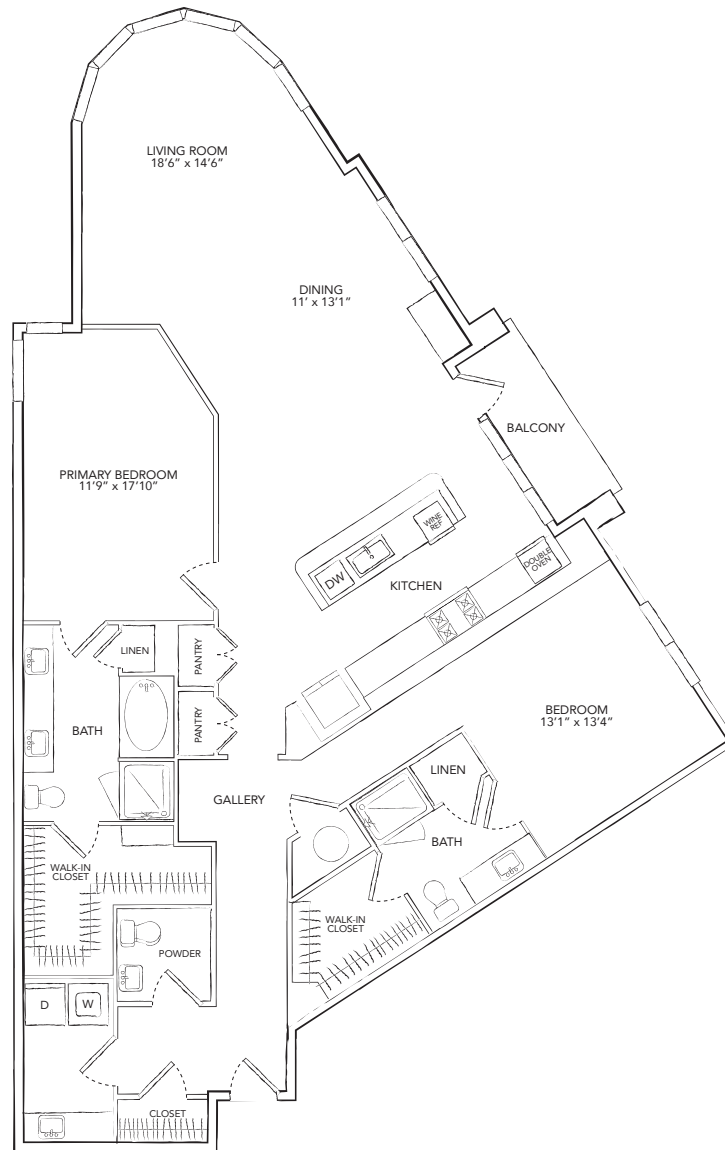 LIVING ROOM
18'6" x 14'6"
DINING
11' x 13'1"
BALCONY
PRIMARY BEDROOM
11'9" x 17'10"
WINE
REF
DW
KITCHEN
DOUBLE
OVEN
LINEN
PANTRY
BATH
PANTRY
BEDROOM
13'1" x 13'4"
LINEN
GALLERY
BATH
WALK-IN
CLOSET
WALK-IN
CLOSET
POWDER
D
W
CLOSET